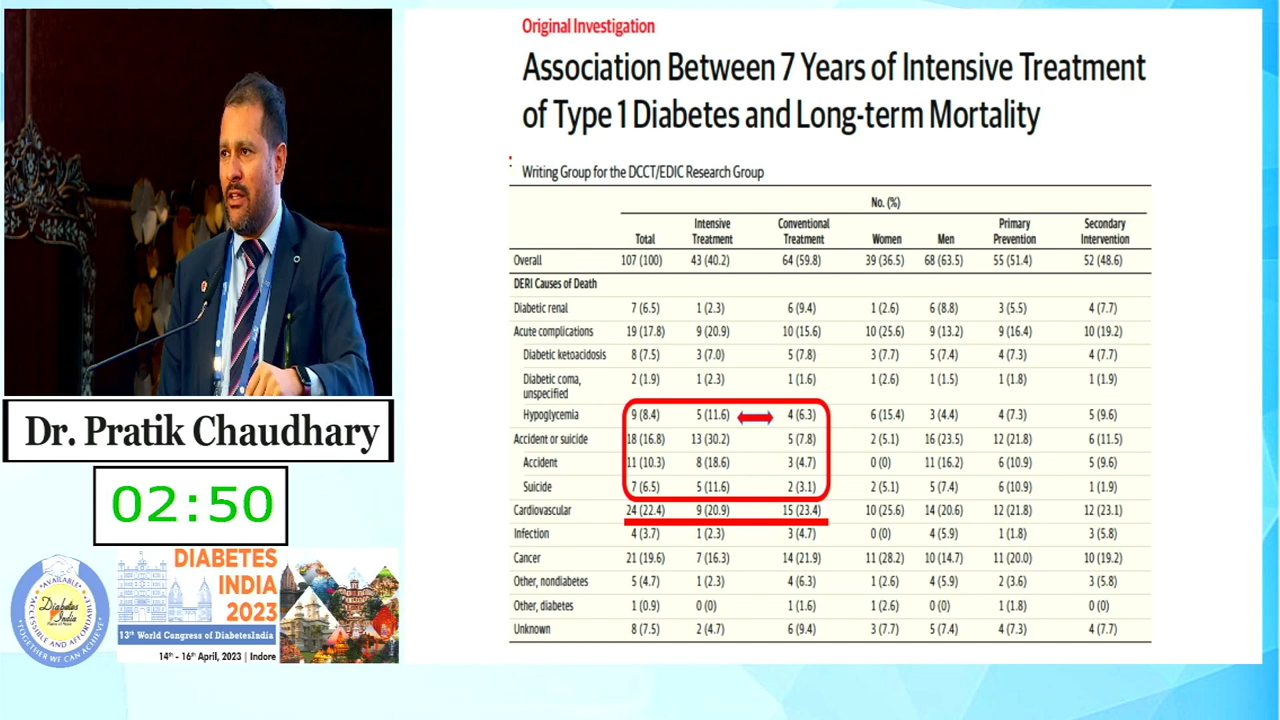 Original Investigation
Association Between 7 Years of Intensive Treatment
of Type 1 Diabetes and Long-term Mortality
Writing Group for the DCCT/EDIC Research Group
No. (%)
Total Intensive Treatment Conventional Treatment Women Men Primary Prevention Secondary Intervention
Overall 107 (100) 43 (40.2) 64 (59.8) 39 (36.5) 68 (63.5) 55 (51.4) 52 (48.6)
DERI Causes of Death
Diabetic renal 7 (6.5) 1 (2.3) 6 (9.4) 1 (2.6) 6 (8.8) 3 (5.5) 4 (7.7)
Acute complications 19 (17.8) 9 (20.9) 10 (15.6) 10 (25.6) 9 (13.2) 9 (16.4) 10 (19.2)
Diabetic ketoacidosis 8 (7.5) 3 (7.0) 5 (7.8) 3 (7.7) 5 (7.4) 4 (7.3) 4 (7.7)
Diabetic coma, unspecified 2 (1.9) 1 (2.3) 1 (1.6) 1 (2.6) 1 (1.5) 1 (1.8) 1 (1.9)
Hypoglycemia 9 (8.4) 5 (11.6) 4 (6.3) 6 (15.4) 3 (4.4) 4 (7.3) 5 (9.6)
Accident or suicide 18 (16.8) 13 (30.2) 5 (7.8) 2 (5.1) 16 (23.5) 12 (21.8) 6 (11.5)
Accident 11 (10.3) 8 (18.6) 3 (4.7) 0 (0) 11 (16.2) 6 (10.9) 5 (9.6)
Suicide 7 (6.5) 5 (11.6) 2 (3.1) 2 (5.1) 5 (7.4) 6 (10.9) 1 (1.9)
Cardiovascular 24 (22.4) 9 (20.9) 15 (23.4) 10 (25.6) 14 (20.6) 12 (21.8) 12 (23.1)
Infection 4 (3.7) 1 (2.3) 3 (4.7) 0 (0) 4 (5.9) 1 (1.8) 3 (5.8)
Cancer 21 (19.6) 7 (16.3) 14 (21.9) 11 (28.2) 10 (14.7) 11 (20.0) 10 (19.2)
Other, nondiabetes 5 (4.7) 1 (2.3) 4 (6.3) 1 (2.6) 4 (5.9) 2 (3.6) 3 (5.8)
Other, diabetes 1 (0.9) 0 (0) 1 (1.6) 1 (2.6) 0 (0) 1 (1.8) 0 (0)
Unknown 8 (7.5) 2 (4.7) 6 (9.4) 3 (7.7) 5 (7.4) 4 (7.3) 4 (7.7)
Dr. Pratik Chaudhary
02:50
AVAILABLE
ACCESSIBLE AND AFFORDABLE
Diabetes
India
TOGETHER WE CAN ACHIEVE
DIABETES
INDIA
2023
13th World Congress of DiabetesIndia
14th - 16th April, 2023 | Indore